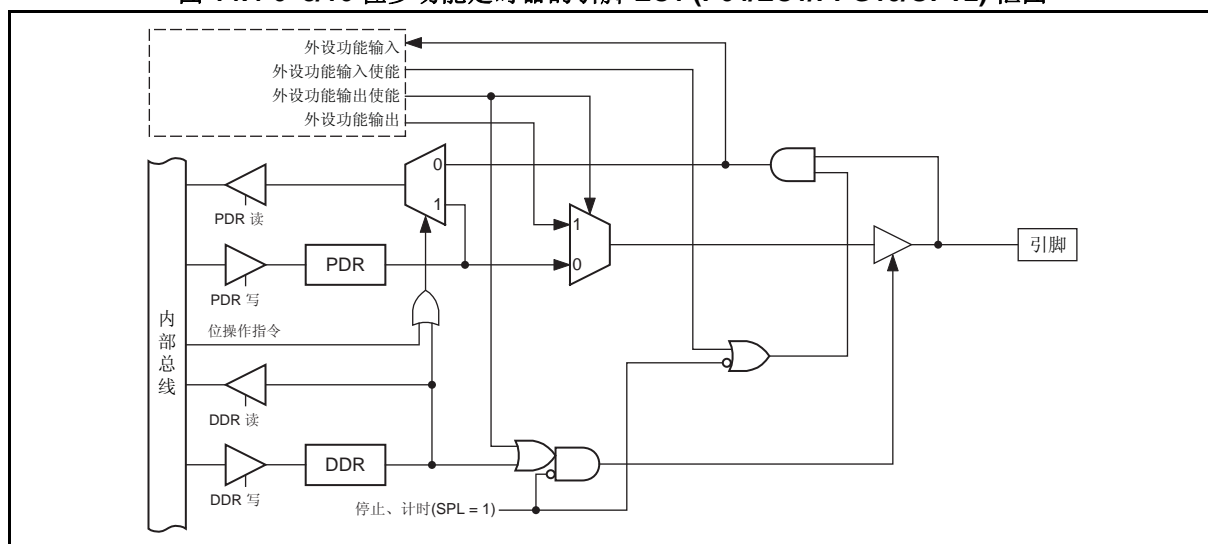 外设功能输入
外设功能输入使能
外设功能输出使能
外设功能输出
0
1
PDR 读
1
0
PDR
引脚
PDR 写
位操作指令
内部总线
DDR 读
DDR
DDR 写
停止、计时(SPL = 1)